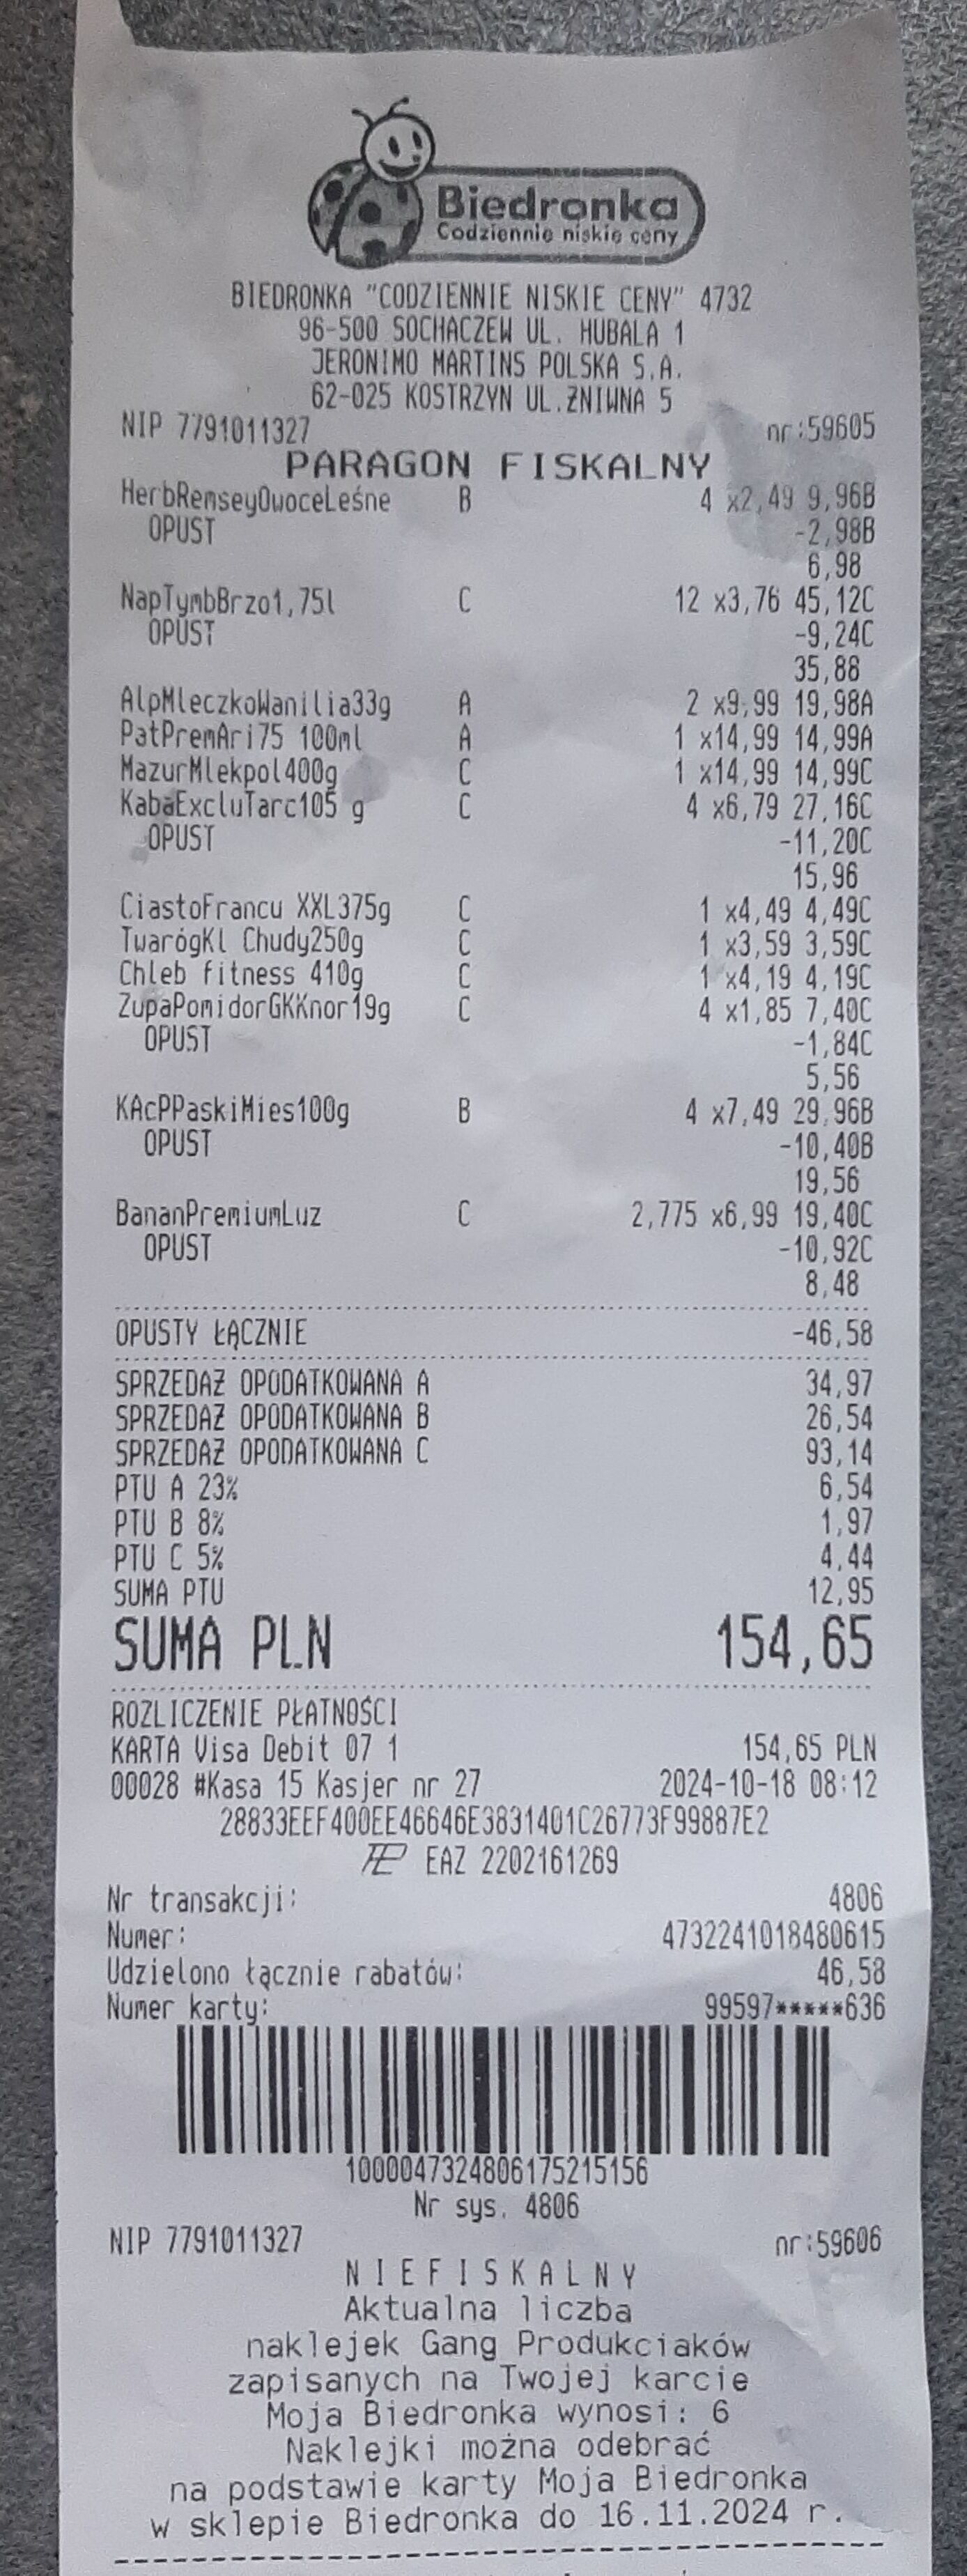 Biedronka
Codziennie niskie ceny
BIEDRONKA "CODZIENNIE NISKIE CENY" 4732
96-500 SOCHACZEW UL. HUBALA 1
JERONIMO MARTINS POLSKA S.A.
62-025 KOSTRZYN UL.ŻNIWNA 5
NIP 7791011327 nr:59605
PARAGON FISKALNY
HerbRemseyOwoceLeśne B 4 x2,49 9,96B
OPUST -2,98B
6,98
NapTymbBrzo1,75l C 12 x3,76 45,12C
OPUST -9,24C
35,88
AlpMleczkoWanilia33g A 2 x9,99 19,98A
PatPremAri75 100ml A 1 x14,99 14,99A
MazurMlekpol400g C 1 x14,99 14,99C
KabaExcluTarc105 g C 4 x6,79 27,16C
OPUST -11,20C
15,96
CiastoFrancu XXL375g C 1 x4,49 4,49C
TwarógKl Chudy250g C 1 x3,59 3,59C
Chleb fitness 410g C 1 x4,19 4,19C
ZupaPomidorGKKnor19g C 4 x1,85 7,40C
OPUST -1,84C
5,56
KAcPPaskiMies100g B 4 x7,49 29,96B
OPUST -10,40B
19,56
BananPremiumLuz C 2,775 x6,99 19,40C
OPUST -10,92C
8,48
OPUSTY ŁĄCZNIE -46,58
SPRZEDAŻ OPODATKOWANA A 34,97
SPRZEDAŻ OPODATKOWANA B 26,54
SPRZEDAŻ OPODATKOWANA C 93,14
PTU A 23% 6,54
PTU B 8% 1,97
PTU C 5% 4,44
SUMA PTU 12,95
SUMA PLN 154,65
ROZLICZENIE PŁATNOŚCI
KARTA Visa Debit 07 1 154,65 PLN
00028 #Kasa 15 Kasjer nr 27 2024-10-18 08:12
28833EEF400EE46646E3831401C26773F99887E2
EAZ 2202161269
Nr transakcji: 4806
Numer: 4732241018480615
Udzielono łącznie rabatów: 46,58
Numer karty: 99597*****636
1000047324806175215156
Nr sys. 4806
NIP 7791011327 nr:59606
NIEFISKALNY
Aktualna liczba
naklejek Gang Produkciaków
zapisanych na Twojej karcie
Moja Biedronka wynosi: 6
Naklejki można odebrać
na podstawie karty Moja Biedronka
w sklepie Biedronka do 16.11.2024 r.